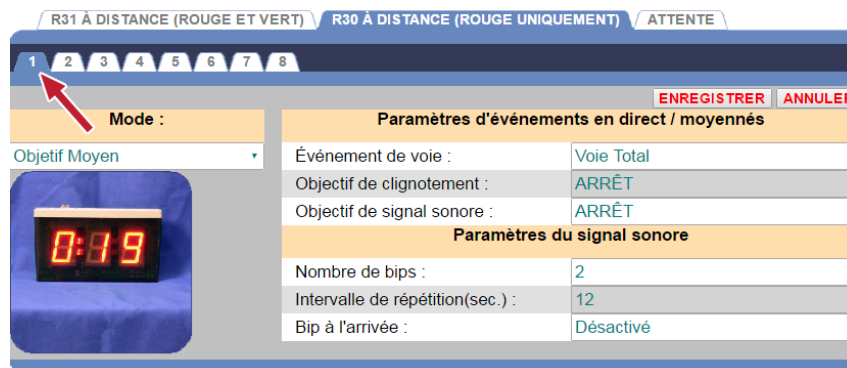 R31 À DISTANCE (ROUGE ET VERT) R30 À DISTANCE (ROUGE UNIQUEMENT) ATTENTE
1 2 3 4 5 6 7 8
ENREGISTRER ANNULER
Mode : Paramètres d'événements en direct / moyennés
Objetif Moyen Événement de voie : Voie Total
Objectif de clignotement : ARRÊT
Objectif de signal sonore : ARRÊT
0:19 Paramètres du signal sonore
Nombre de bips : 2
Intervalle de répétition(sec.) : 12
Bip à l'arrivée : Désactivé